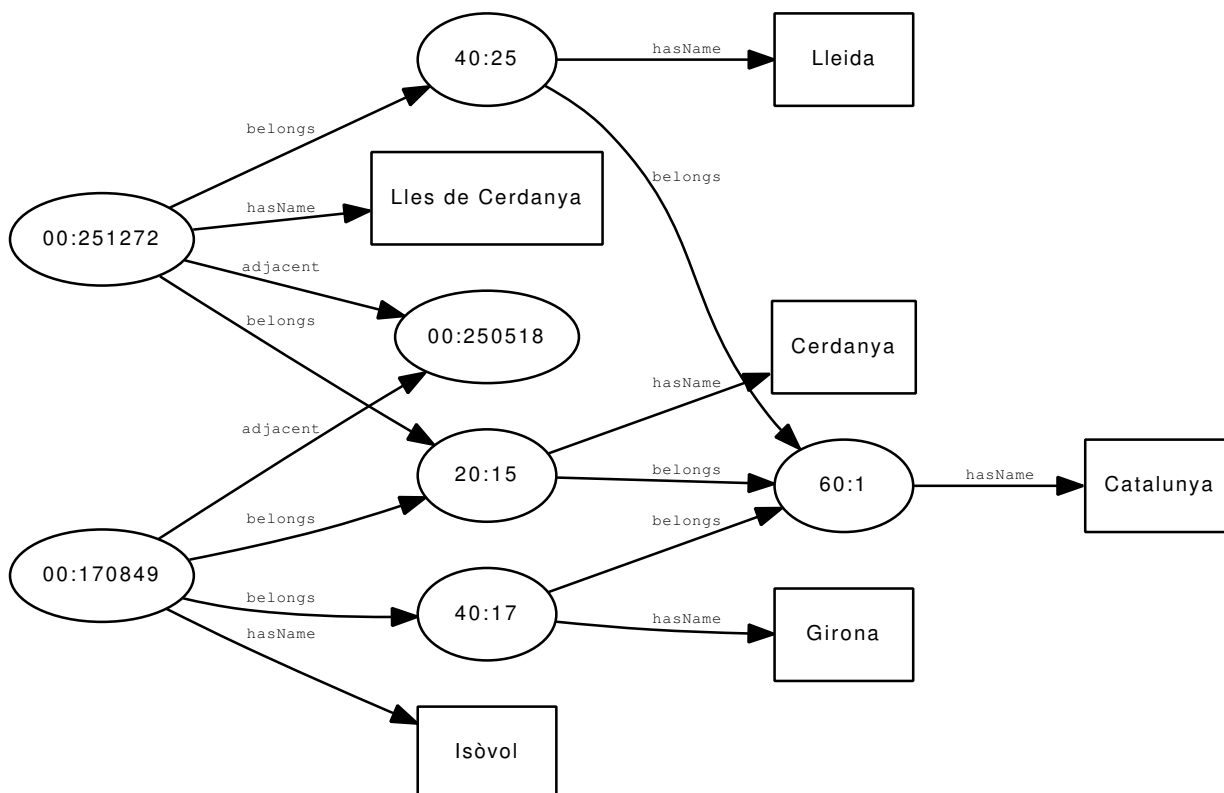 40:25
hasName
Lleida
belongs
Lles de Cerdanya
belongs
hasName
00:251272
adjacent
belongs
00:250518
Cerdanya
hasName
adjacent
20:15
belongs
60:1
hasName
Catalunya
belongs
belongs
00:170849
belongs
40:17
hasName
Girona
hasName
Isòvol